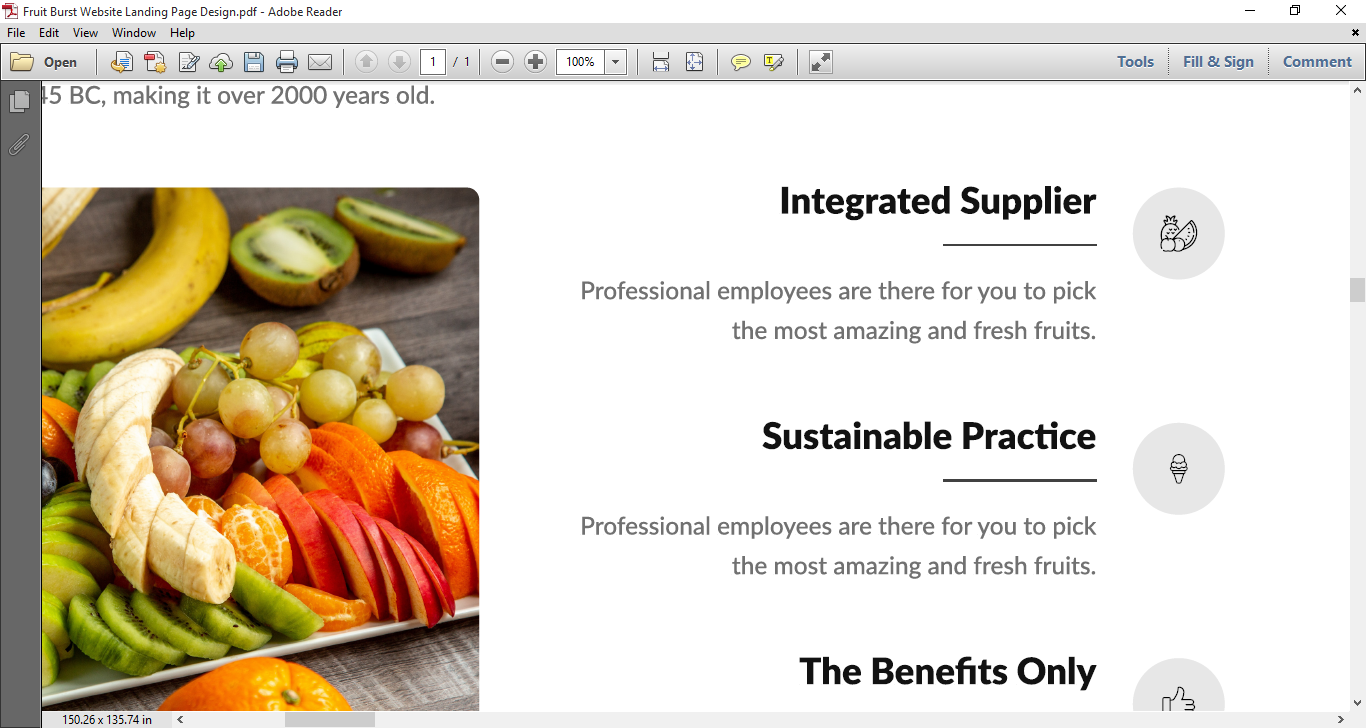 Fruit Burst Website Landing Page Design.pdf - Adobe Reader
File Edit View Window Help
Open 1 / 1 100% Tools Fill & Sign Comment
45 BC, making it over 2000 years old.
Integrated Supplier
Professional employees are there for you to pick
the most amazing and fresh fruits.
Sustainable Practice
Professional employees are there for you to pick
the most amazing and fresh fruits.
The Benefits Only
150.26 x 135.74 in